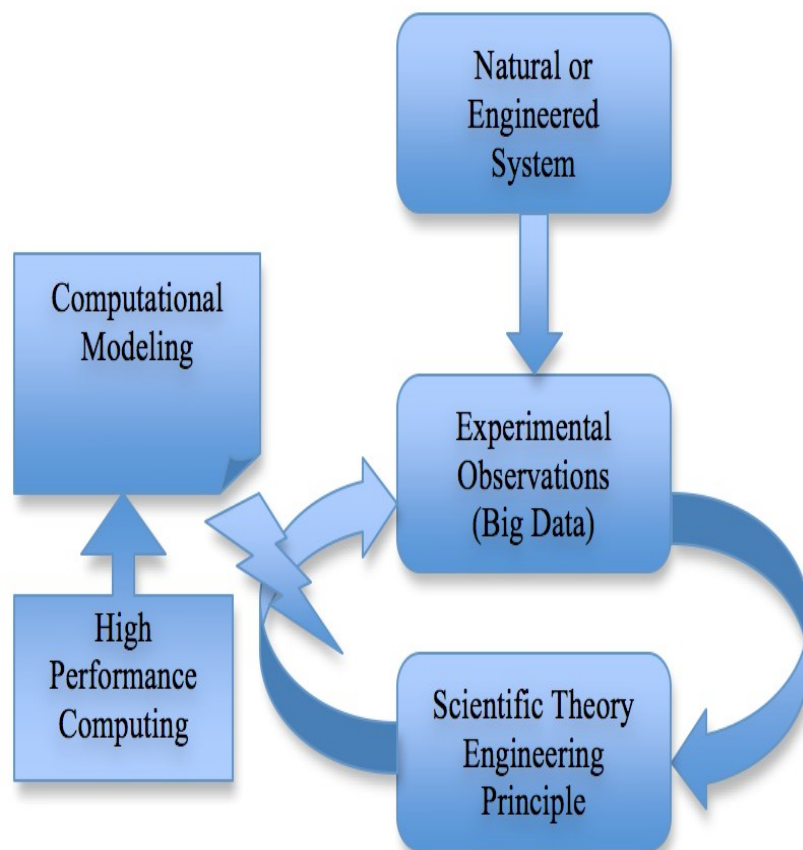 Natural or
Engineered
System
Computational
Modeling
Experimental
Observations
(Big Data)
High
Performance
Computing
Scientific Theory
Engineering
Principle